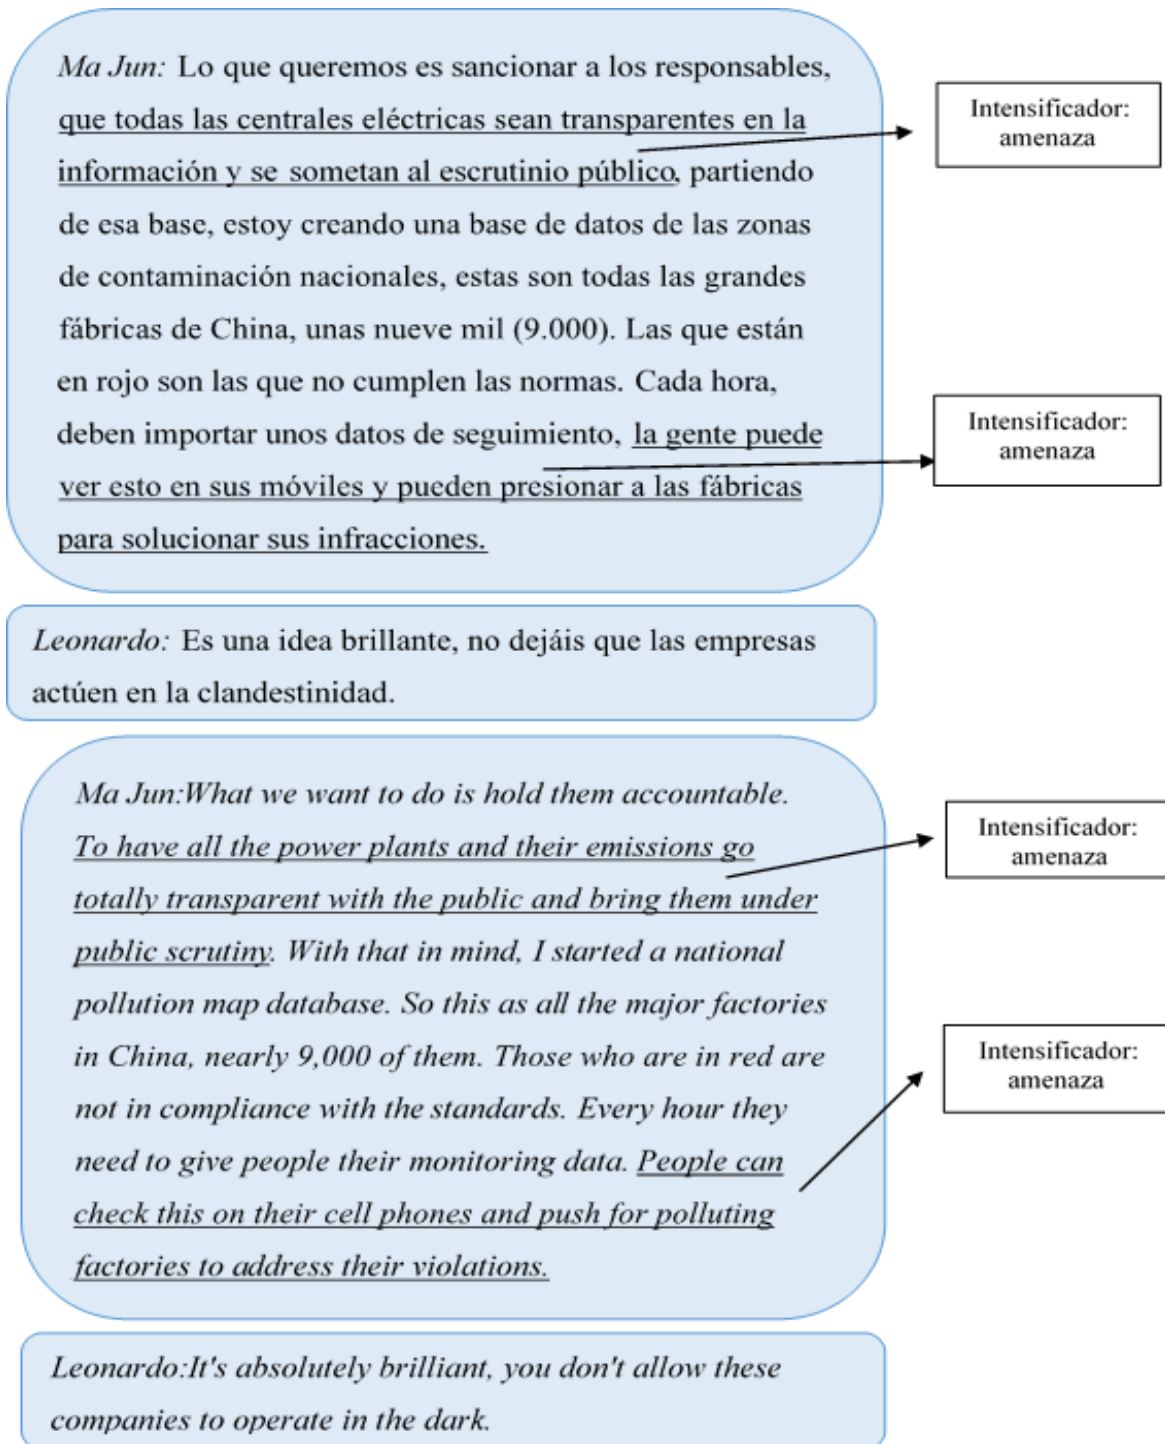 Ma Jun: Lo que queremos es sancionar a los responsables,
que todas las centrales eléctricas sean transparentes en la
información y se sometan al escrutinio público, partiendo
de esa base, estoy creando una base de datos de las zonas
de contaminación nacionales, estas son todas las grandes
fábricas de China, unas nueve mil (9.000). Las que están
en rojo son las que no cumplen las normas. Cada hora,
deben importar unos datos de seguimiento, la gente puede
ver esto en sus móviles y pueden presionar a las fábricas
para solucionar sus infracciones.
Intensificador:
amenaza
Intensificador:
amenaza
Leonardo: Es una idea brillante, no dejáis que las empresas
actúen en la clandestinidad.
Ma Jun:What we want to do is hold them accountable.
To have all the power plants and their emissions go
totally transparent with the public and bring them under
public scrutiny. With that in mind, I started a national
pollution map database. So this as all the major factories
in China, nearly 9,000 of them. Those who are in red are
not in compliance with the standards. Every hour they
need to give people their monitoring data. People can
check this on their cell phones and push for polluting
factories to address their violations.
Intensificador:
amenaza
Intensificador:
amenaza
Leonardo:It's absolutely brilliant, you don't allow these
companies to operate in the dark.